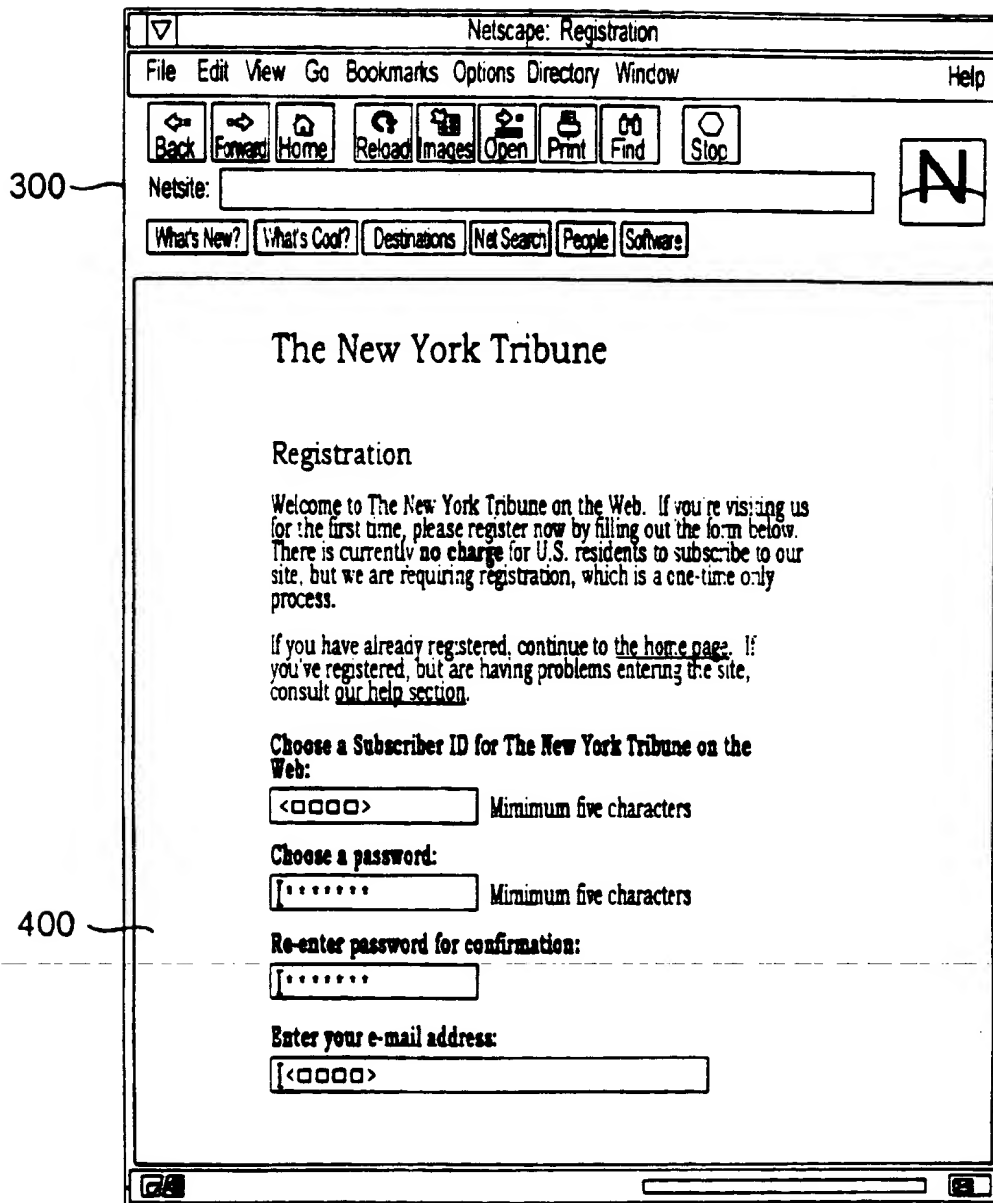 Netscape: Registration
File Edit View Go Bookmarks Options Directory Window Help
Back Forward Home Reload Images Open Print Find Stop
N
300
Netsite:
What's New? What's Cool? Destinations Net Search People Software
The New York Tribune
Registration
Welcome to The New York Tribune on the Web. If you're visiting us
for the first time, please register now by filling out the form below.
There is currently no charge for U.S. residents to subscribe to our
site, but we are requiring registration, which is a one-time only
process.
If you have already registered, continue to the home page. If
you've registered, but are having problems entering the site,
consult our help section.
Choose a Subscriber ID for The New York Tribune on the
Web:
<□□□□> Mimimum five characters
Choose a password:
******* Mimimum five characters
400
Re-enter password for confirmation:
*******
Enter your e-mail address:
<□□□□>